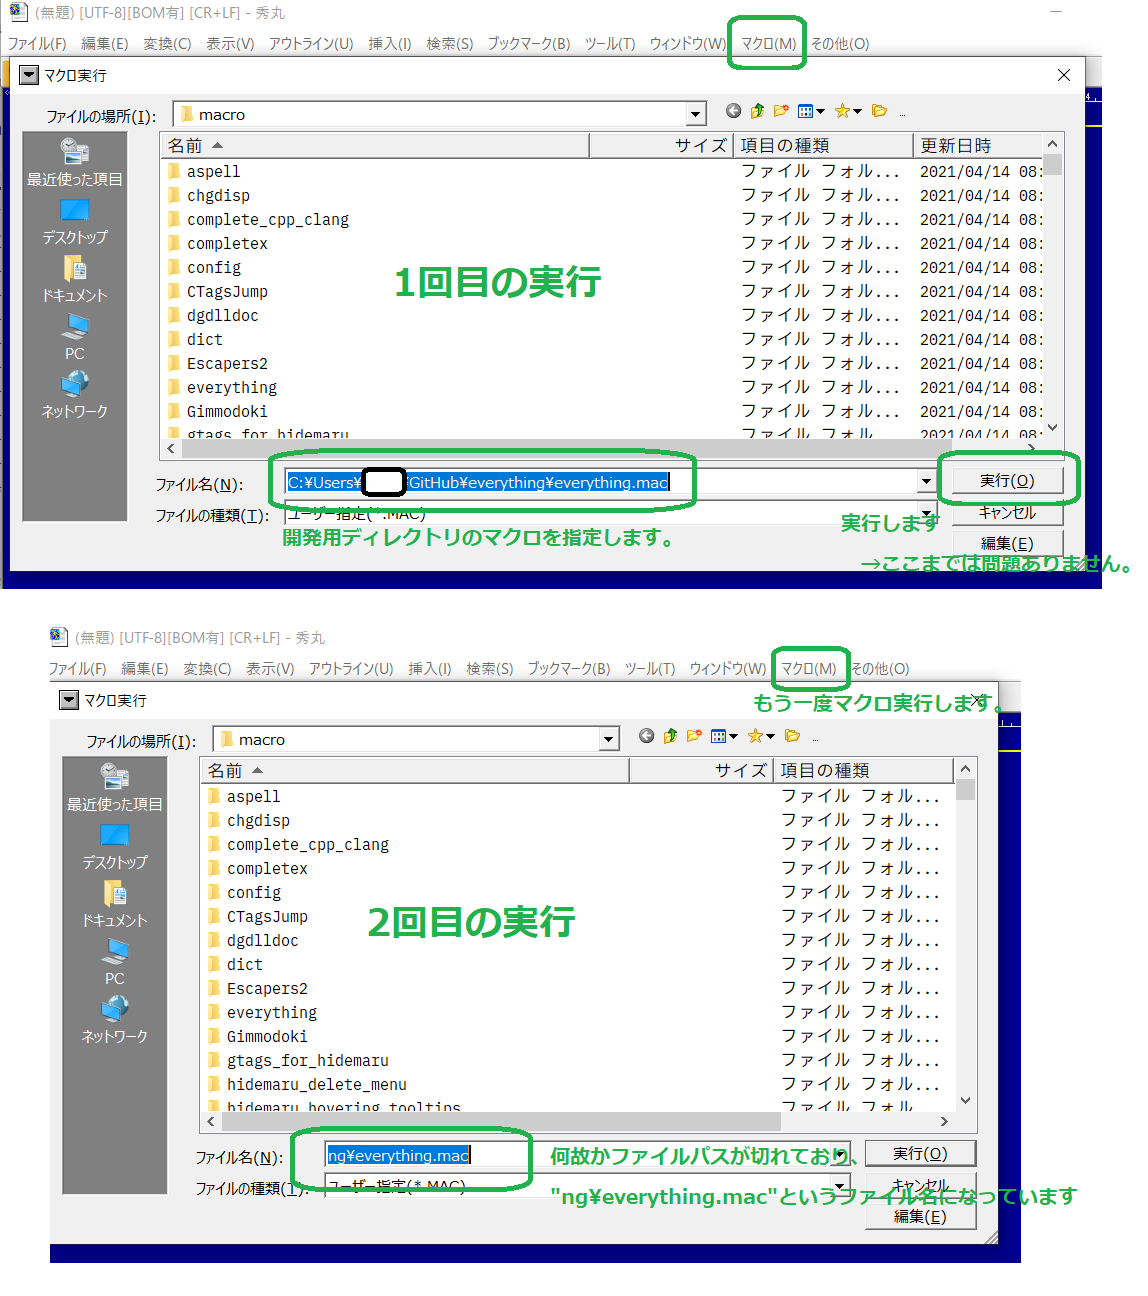 (無題) [UTF-8][BOM有] [CR+LF] - 秀丸
ファイル(F) 編集(E) 変換(C) 表示(V) アウトライン(U) 挿入(I) 検索(S) ブックマーク(B) ツール(T) ウィンドウ(W) マクロ(M) その他(O)
マクロ実行
ファイルの場所(I): macro
名前 サイズ 項目の種類 更新日時
最近使った項目
デスクトップ
ドキュメント
PC
ネットワーク
aspell ファイル フォル... 2021/04/14 08:
chgdisp ファイル フォル... 2021/04/14 08:
complete_cpp_clang ファイル フォル... 2021/04/14 08:
completex ファイル フォル... 2021/04/14 08:
config ファイル フォル... 2021/04/14 08:
CTagsJump ファイル フォル... 2021/04/14 08:
dgdlldoc ファイル フォル... 2021/04/14 08:
dict ファイル フォル... 2021/04/14 08:
Escapers2 ファイル フォル... 2021/04/14 08:
everything ファイル フォル... 2021/04/14 08:
Gimmodoki ファイル フォル... 2021/04/14 08:
gtags_for_hidemaru ファイル フォル... 2021/04/14 08:
1回目の実行
ファイル名(N): C:¥Users¥ GitHub¥everything¥everything.mac 実行(O)
ファイルの種類(T): ユーザー指定(*.MAC) キャンセル
編集(E)
開発用ディレクトリのマクロを指定します。
実行します
→ここまでは問題ありません。
(無題) [UTF-8][BOM有] [CR+LF] - 秀丸
ファイル(F) 編集(E) 変換(C) 表示(V) アウトライン(U) 挿入(I) 検索(S) ブックマーク(B) ツール(T) ウィンドウ(W) マクロ(M) その他(O)
マクロ実行
もう一度マクロ実行します。
ファイルの場所(I): macro
名前 サイズ 項目の種類
最近使った項目
デスクトップ
ドキュメント
PC
ネットワーク
aspell ファイル フォル...
chgdisp ファイル フォル...
complete_cpp_clang ファイル フォル...
completex ファイル フォル...
config ファイル フォル...
CTagsJump ファイル フォル...
dgdlldoc ファイル フォル...
dict ファイル フォル...
Escapers2 ファイル フォル...
everything ファイル フォル...
Gimmodoki ファイル フォル...
gtags_for_hidemaru ファイル フォル...
hidemaru_delete_menu ファイル フォル...
hidemaru_hovering_tooltips ファイル フォル...
2回目の実行
ファイル名(N): ng¥everything.mac 実行(O)
ファイルの種類(T): ユーザー指定(*.MAC) キャンセル
編集(E)
何故かファイルパスが切れており、
"ng¥everything.mac"というファイル名になっています